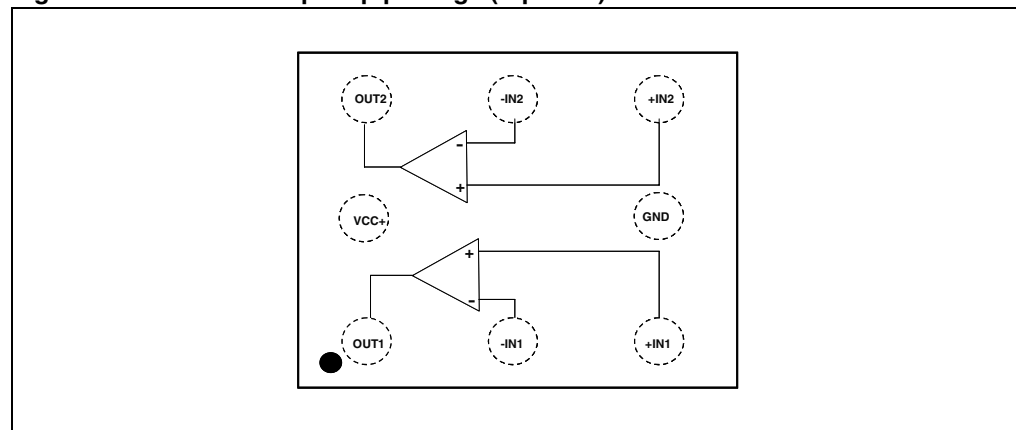 OUT2 -IN2 +IN2
-
+
VCC+ GND
+
-
OUT1 -IN1 +IN1